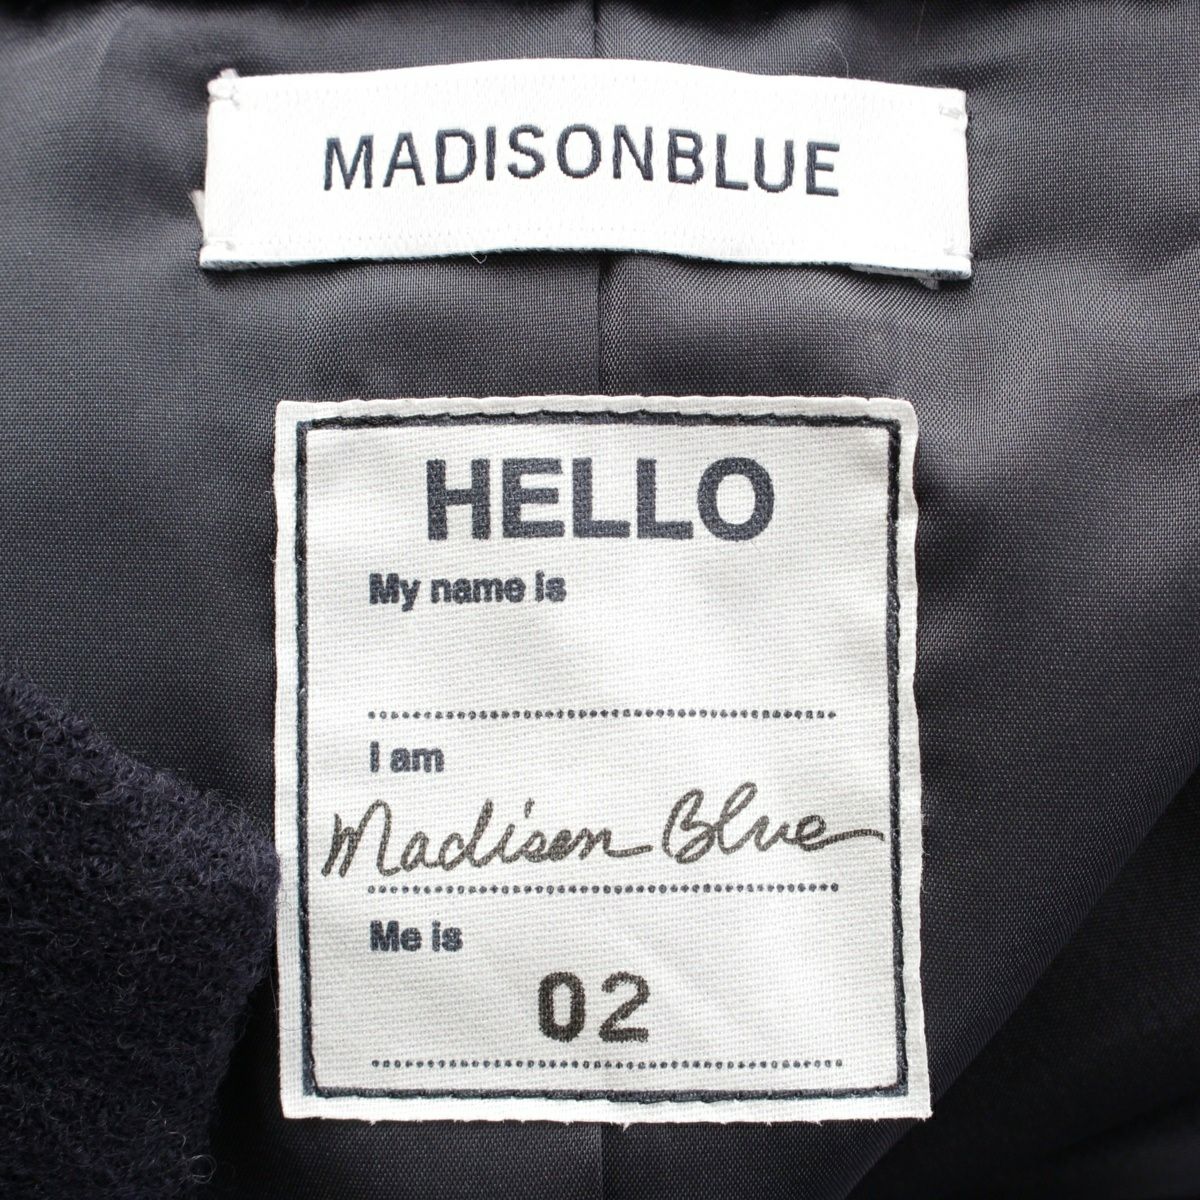 MADISONBLUE
HELLO
My name is
I am
Madison Blue
Me is
02